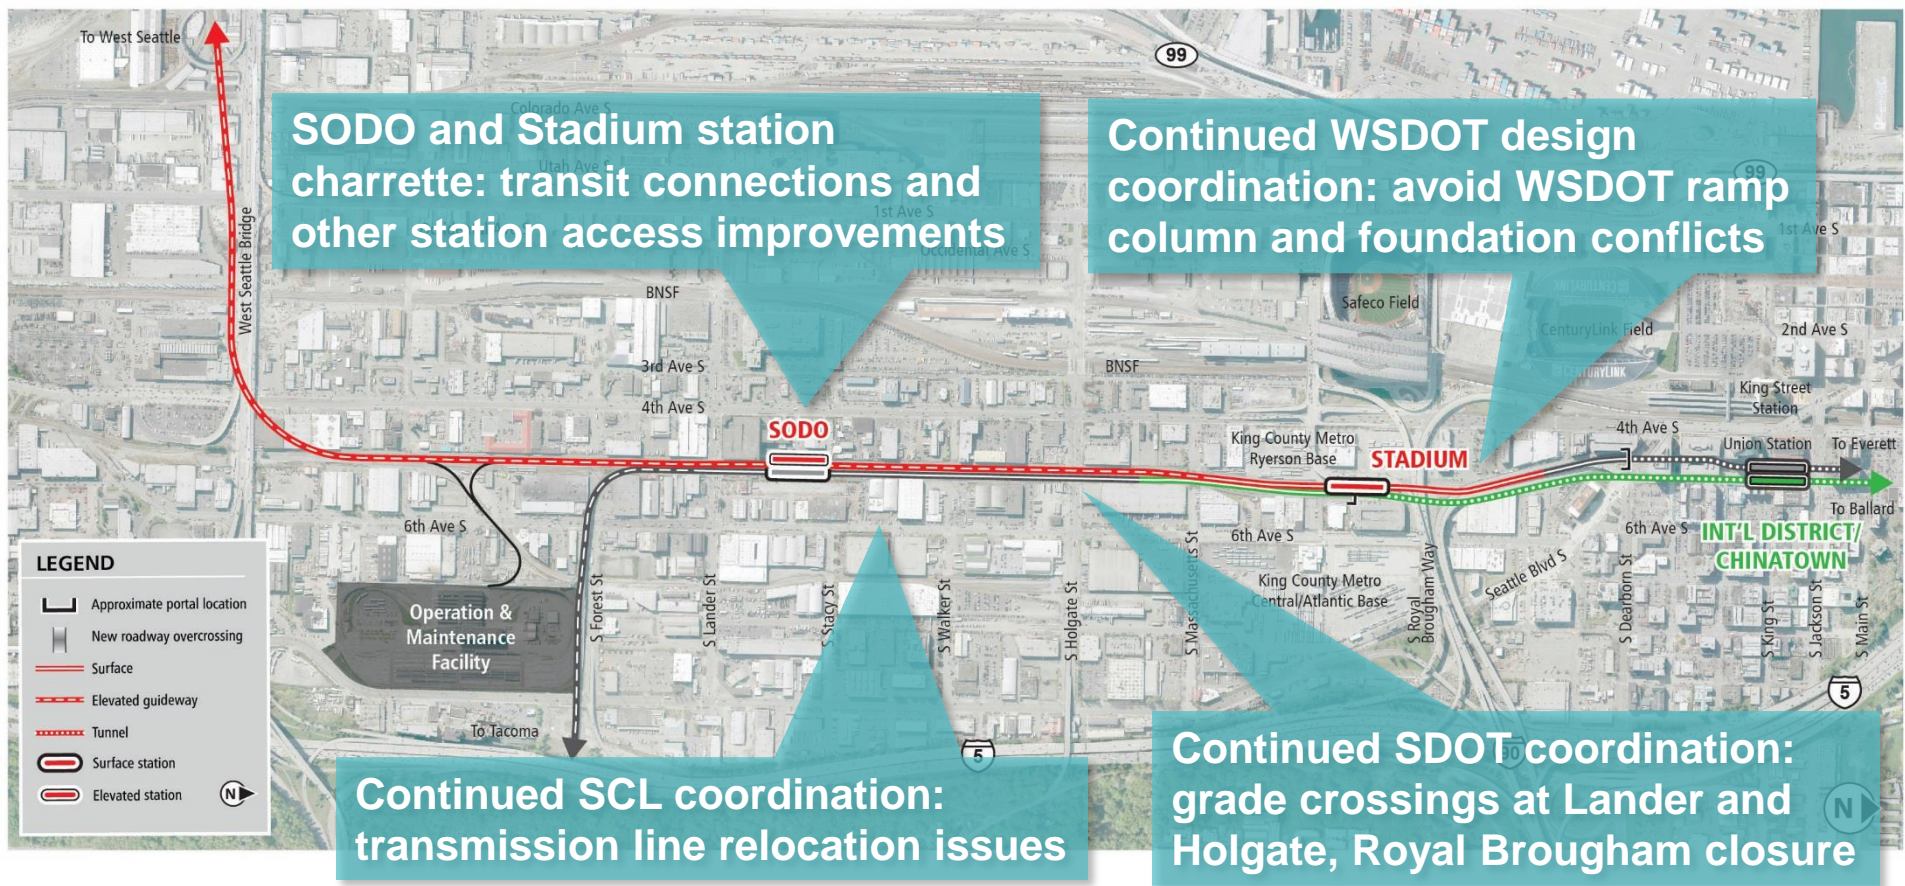 To West Seattle
99
Colorado Ave S
SODO and Stadium station
charrette: transit connections and
other station access improvements
Utah Ave S
1st Ave S
Occidental Ave S
Continued WSDOT design
coordination: avoid WSDOT ramp
column and foundation conflicts
99
1st Ave S
West Seattle Bridge
BNSF
Safeco Field
CenturyLink Field
2nd Ave S
3rd Ave S
BNSF
CENTURYLINK
King Street
Station
4th Ave S
SODO
King County Metro
Ryerson Base
STADIUM
4th Ave S
Union Station
To Everett
To Ballard
6th Ave S
6th Ave S
6th Ave S
INT'L DISTRICT/
CHINATOWN
LEGEND
Approximate portal location
New roadway overcrossing
Surface
Elevated guideway
Tunnel
Surface station
Elevated station
N
Operation &
Maintenance
Facility
S Forest St
S Lander St
S Stacy St
S Walker St
S Holgate St
S Massachusetts St
King County Metro
Central/Atlantic Base
S Royal
Brougham Way
Seattle Blvd S
S Dearborn St
S King St
S Jackson St
S Main St
To Tacoma
5
5
90
Continued SCL coordination:
transmission line relocation issues
Continued SDOT coordination:
grade crossings at Lander and
Holgate, Royal Brougham closure
N